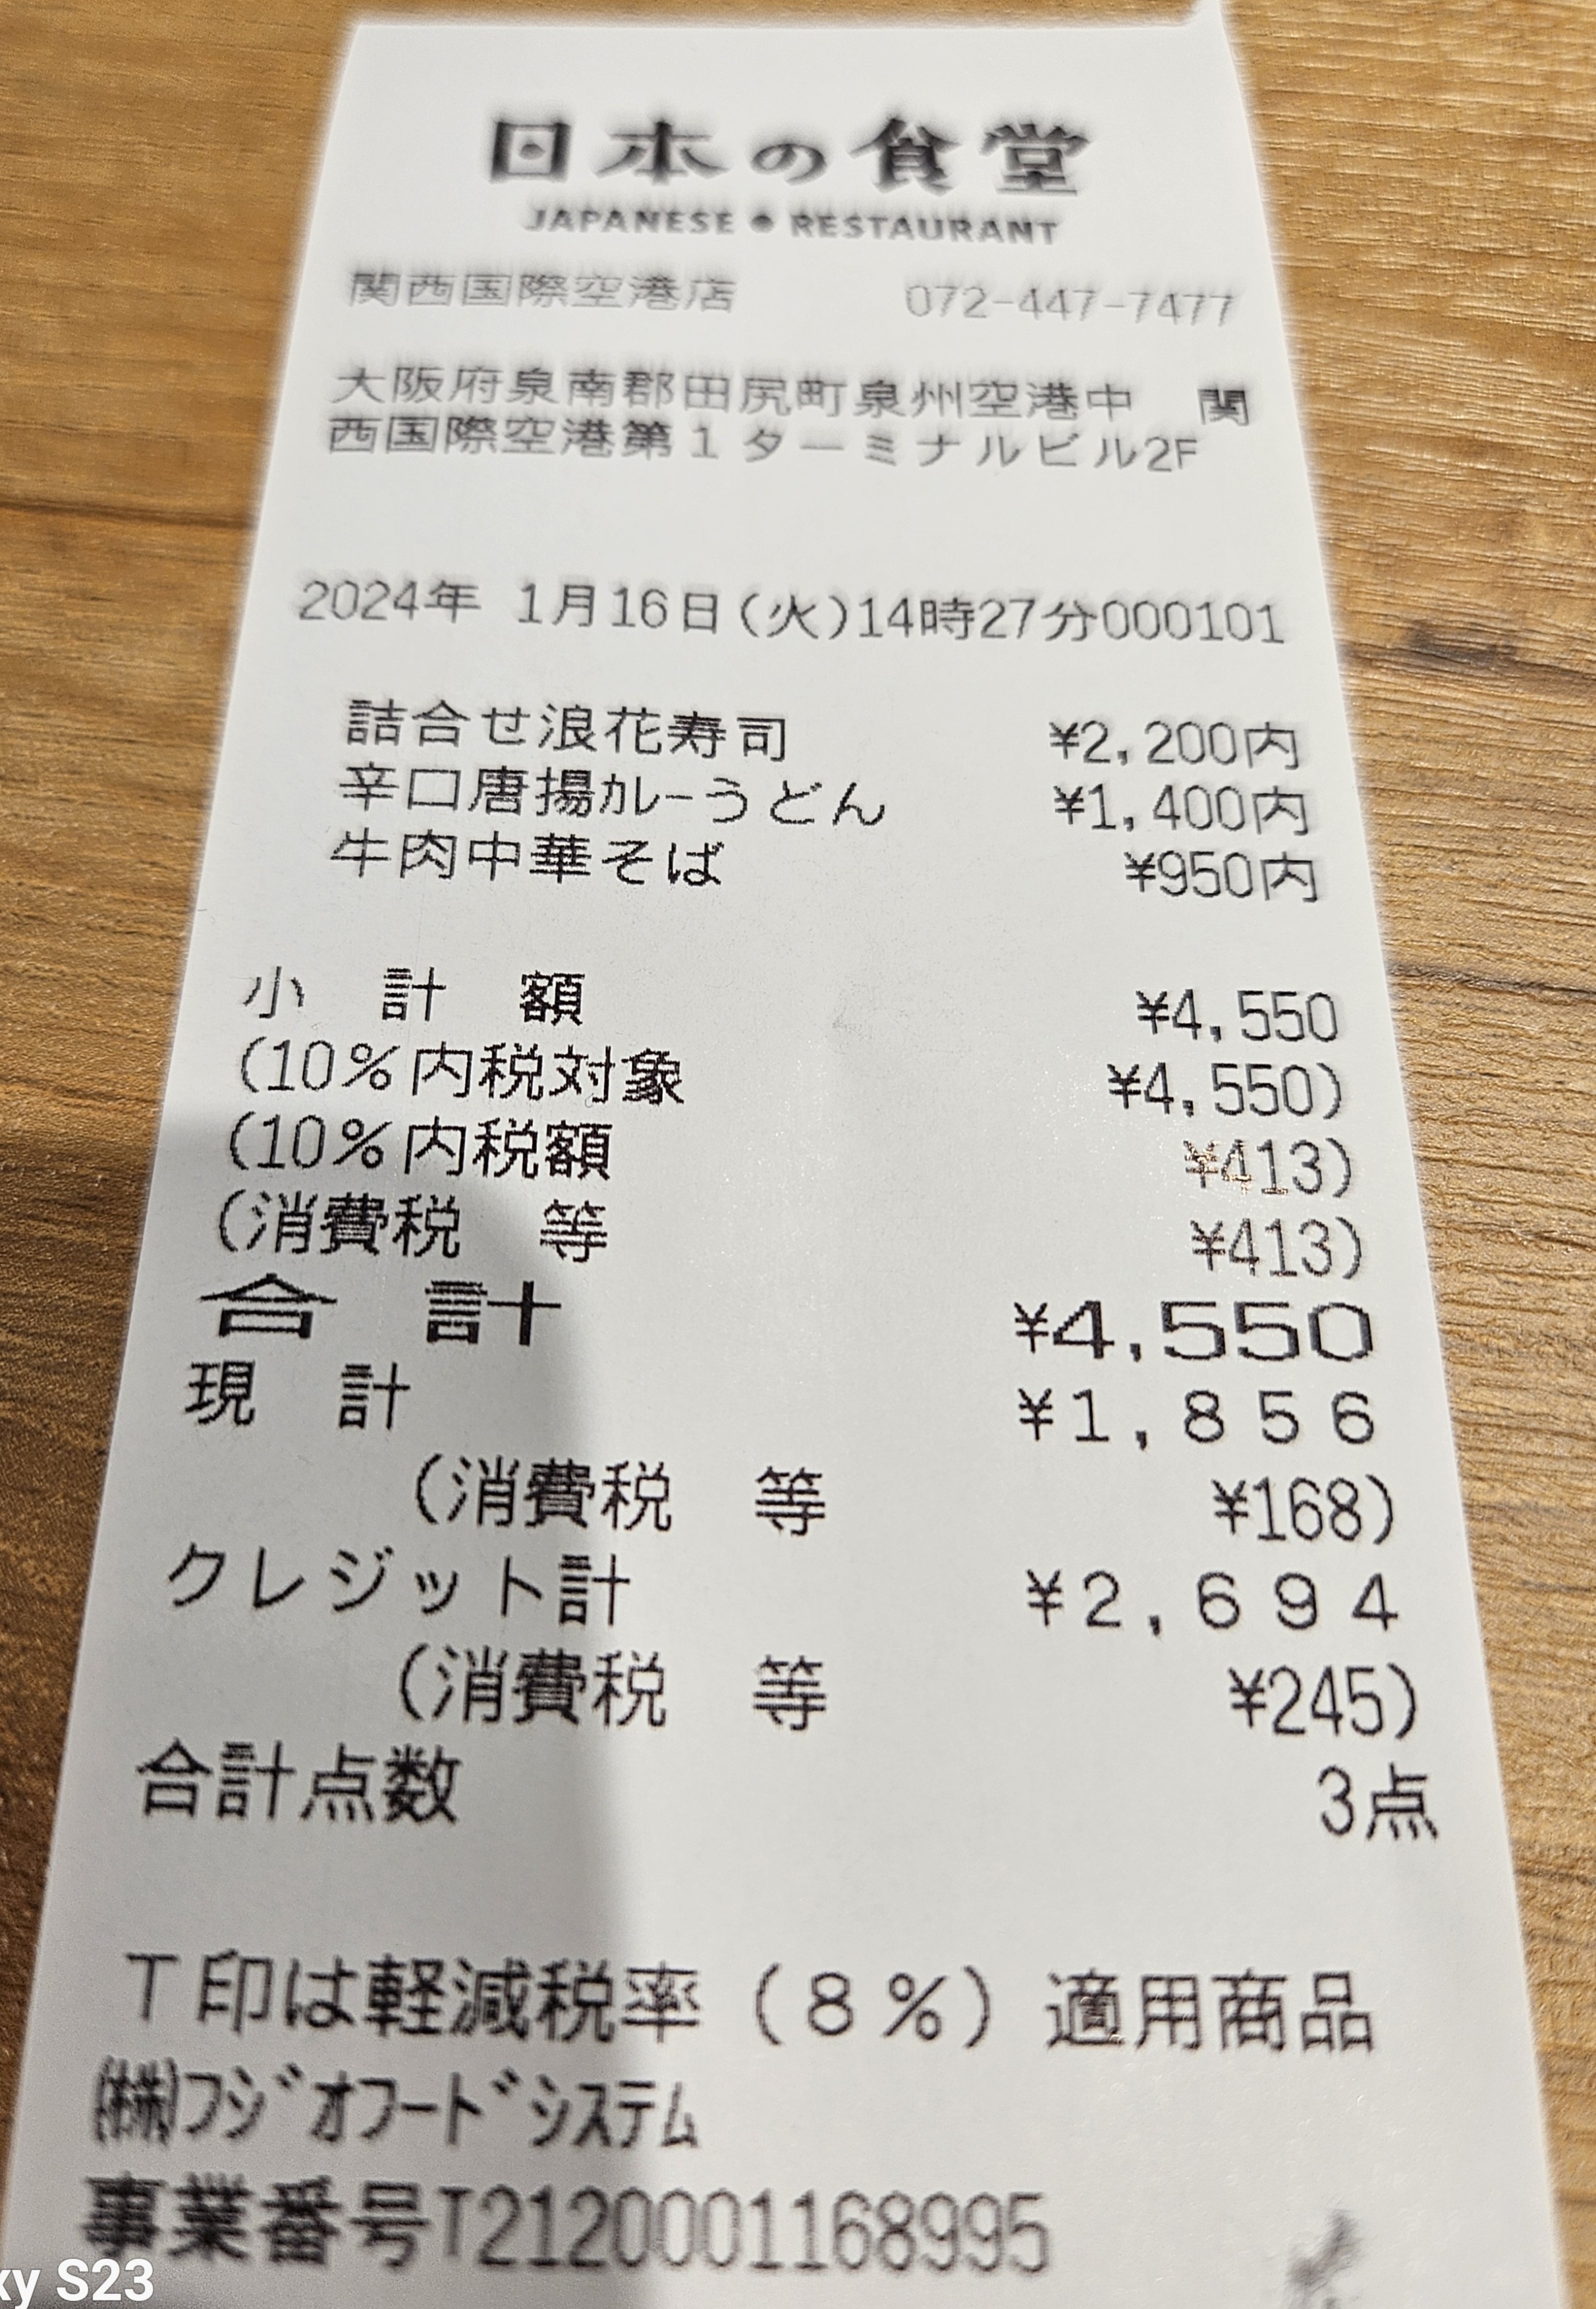 日本の食堂
JAPANESE ● RESTAURANT
関西国際空港店 072-447-7477
大阪府泉南郡田尻町泉州空港中 関
西国際空港第1ターミナルビル2F
2024年 1月16日(火)14時27分000101
詰合せ浪花寿司 ¥2,200内
辛口唐揚カレーうどん ¥1,400内
牛肉中華そば ¥950内
小 計 額 ¥4,550
(10%内税対象 ¥4,550)
(10%内税額 ¥413)
(消費税 等 ¥413)
合 計 ¥4,550
現 計 ¥1,856
(消費税 等 ¥168)
クレジット計 ¥2,694
(消費税 等 ¥245)
合計点数 3点
T印は軽減税率(8%)適用商品
㈱フジオフードシステム
事業番号T2120001168995
xy S23